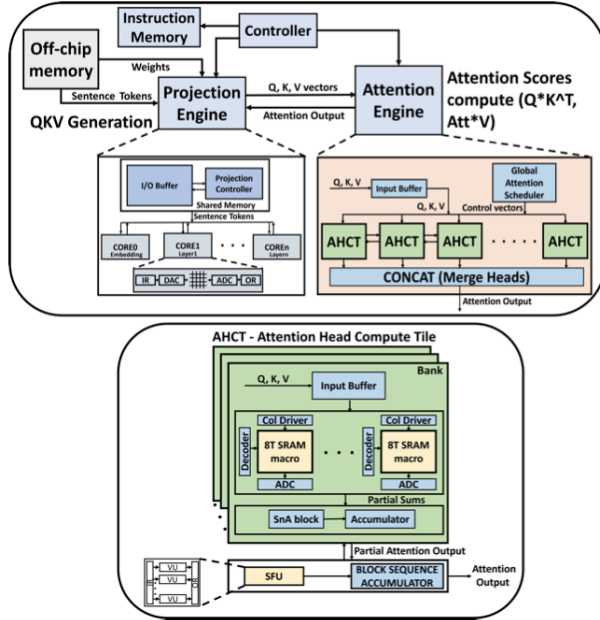 Instruction
Memory
Controller
Off-chip
memory
Weights
Sentence Tokens
Projection
Engine
Q, K, V vectors
Attention Output
Attention
Engine
Attention Scores
compute (Q*K^T,
Att*V)
QKV Generation
I/O Buffer
Projection
Controller
Shared Memory
Sentence Tokens
CORE0
Embedding
CORE1
Layer1
COREn
Layern
IR
DAC
ADC
OR
Q, K, V
Input Buffer
Global
Attention
Scheduler
Q, K, V
Control vectors
AHCT
AHCT
AHCT
AHCT
CONCAT (Merge Heads)
Attention Output
AHCT - Attention Head Compute Tile
Bank
Q, K, V
Input Buffer
Col Driver
Col Driver
Decoder
8T SRAM
macro
Decoder
8T SRAM
macro
ADC
ADC
Partial Sums
SnA block
Accumulator
Partial Attention Output
IR
VU
VU
VU
OR
SFU
BLOCK SEQUENCE
ACCUMULATOR
Attention
Output